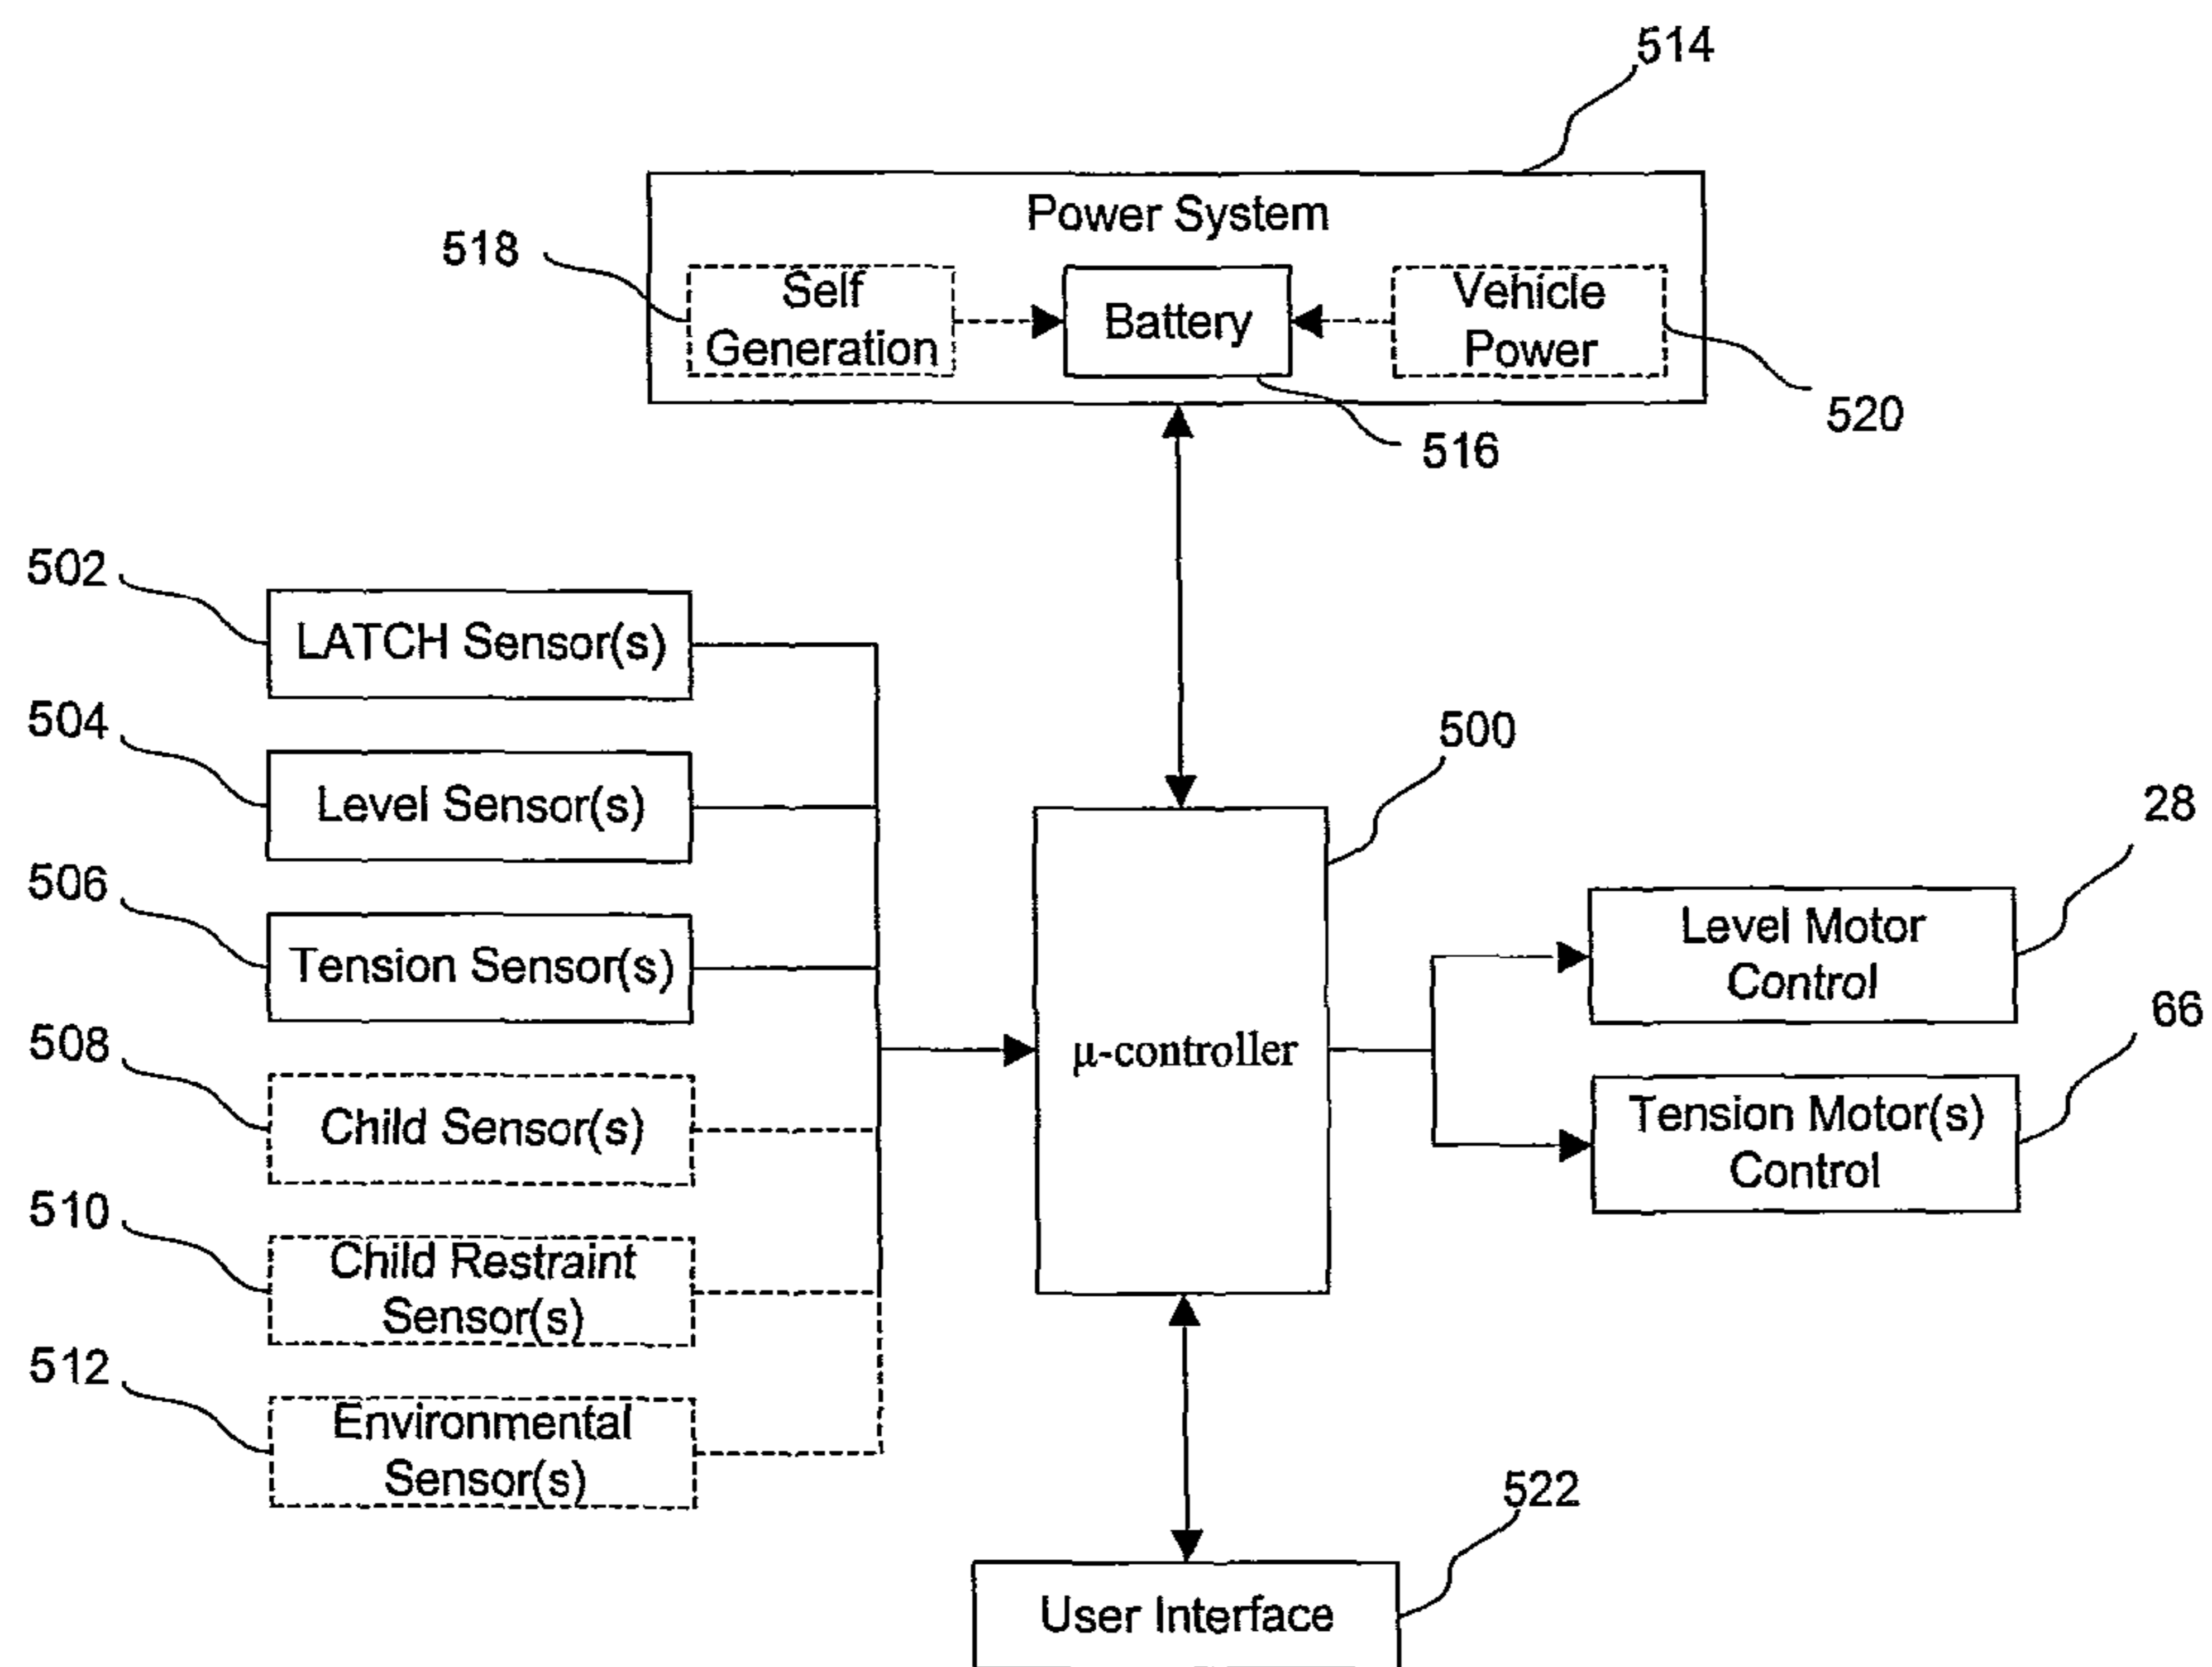 514
Power System
518
Self
Generation
Battery
Vehicle
Power
520
516
502
LATCH Sensor(s)
504
Level Sensor(s)
506
Tension Sensor(s)
508
Child Sensor(s)
510
Child Restraint
Sensor(s)
512
Environmental
Sensor(s)
500
μ-controller
28
Level Motor
Control
66
Tension Motor(s)
Control
522
User Interface